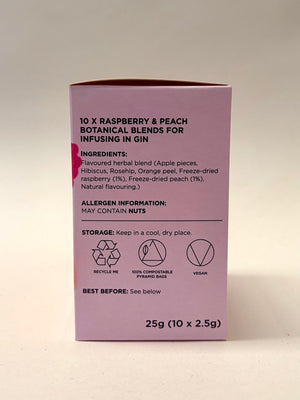 10 X RASPBERRY & PEACH
BOTANICAL BLENDS FOR
INFUSING IN GIN
INGREDIENTS:
Flavoured herbal blend (Apple pieces,
Hibiscus, Rosehip, Orange peel, Freeze-dried
raspberry (1%), Freeze-dried peach (1%),
Natural flavouring.)
ALLERGEN INFORMATION:
MAY CONTAIN NUTS
STORAGE: Keep in a cool, dry place.
RECYCLE ME
100% COMPOSTABLE
PYRAMID BAGS
VEGAN
BEST BEFORE: See below
25g (10 x 2.5g)